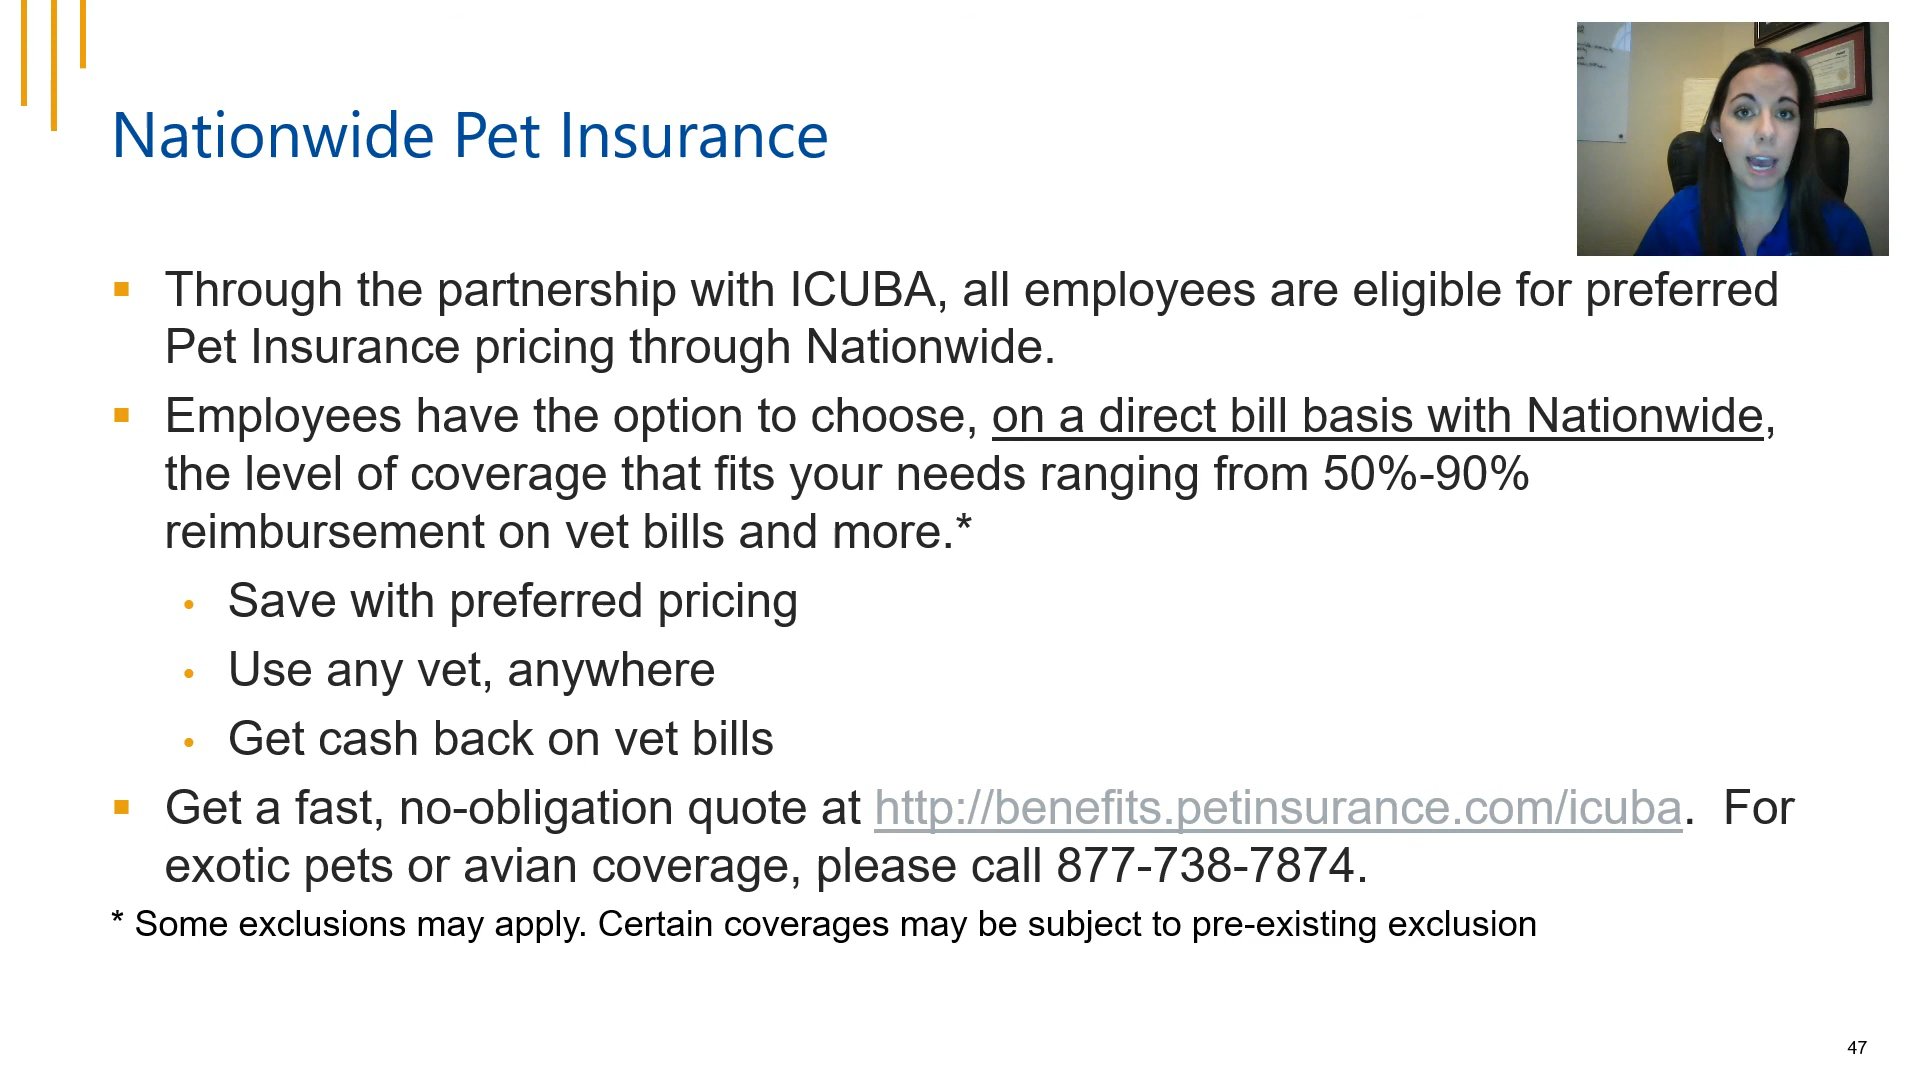 Nationwide Pet Insurance
Through the partnership with ICUBA, all employees are eligible for preferred
Pet Insurance pricing through Nationwide.
Employees have the option to choose, on a direct bill basis with Nationwide,
the level of coverage that fits your needs ranging from 50%-90%
reimbursement on vet bills and more.*
Save with preferred pricing
Use any vet, anywhere
Get cash back on vet bills
Get a fast, no-obligation quote at http://benefits.petinsurance.com/icuba.  For
exotic pets or avian coverage, please call 877-738-7874.
* Some exclusions may apply. Certain coverages may be subject to pre-existing exclusion
47